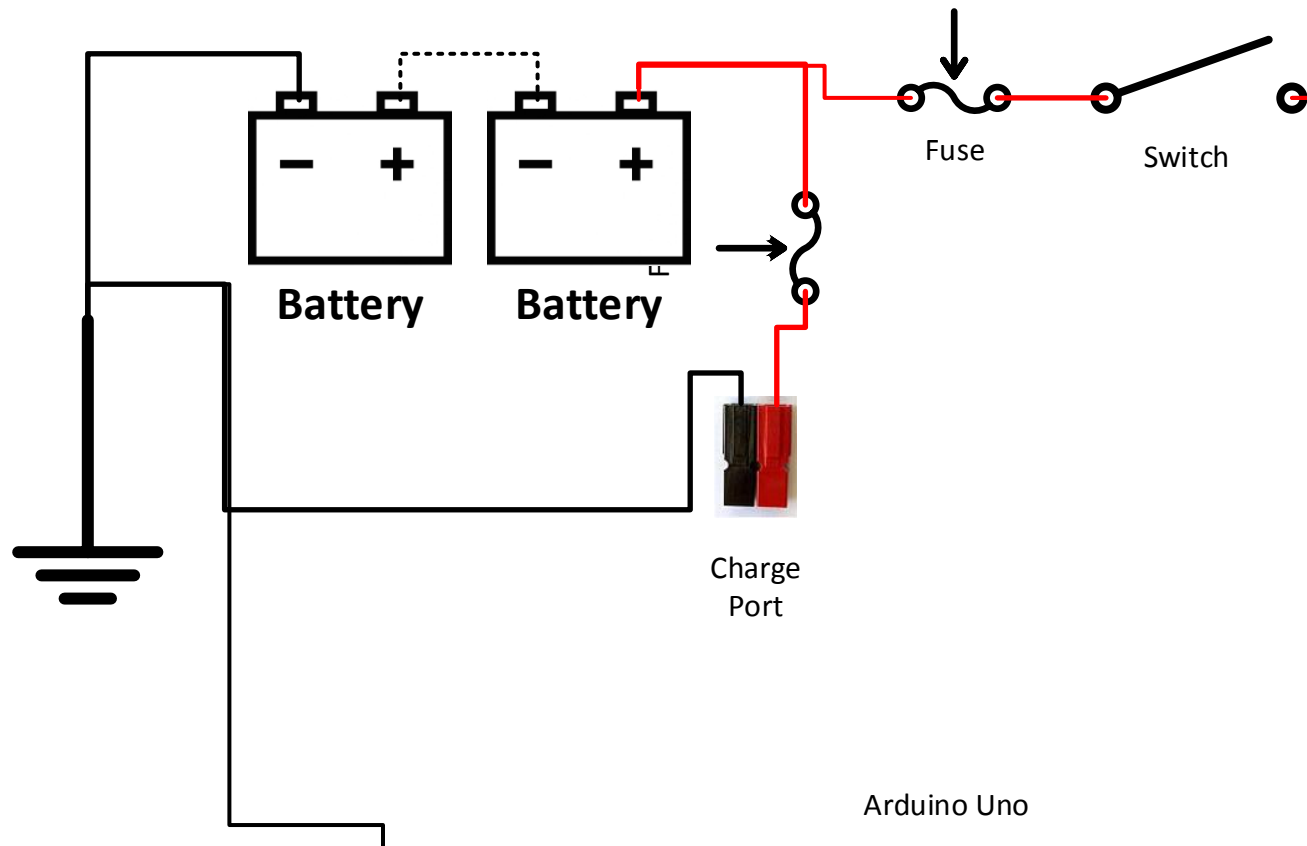 Fuse
Switch
− +
− +
Battery
Battery
Charge
Port
Arduino Uno